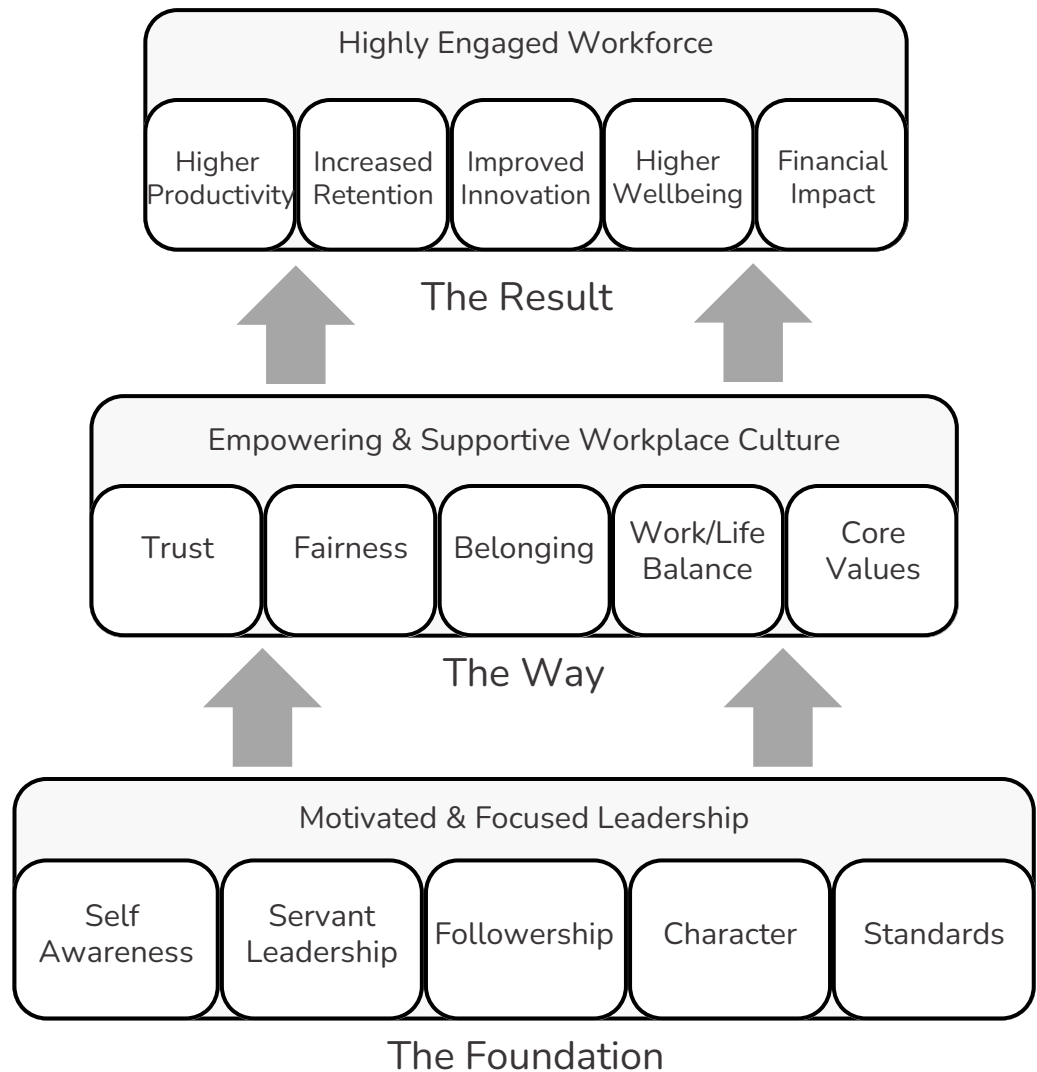 Highly Engaged Workforce
Higher
Productivity
Increased
Retention
Improved
Innovation
Higher
Wellbeing
Financial
Impact
The Result
Empowering & Supportive Workplace Culture
Trust
Fairness
Belonging
Work/Life
Balance
Core
Values
The Way
Motivated & Focused Leadership
Self
Awareness
Servant
Leadership
Followership
Character
Standards
The Foundation